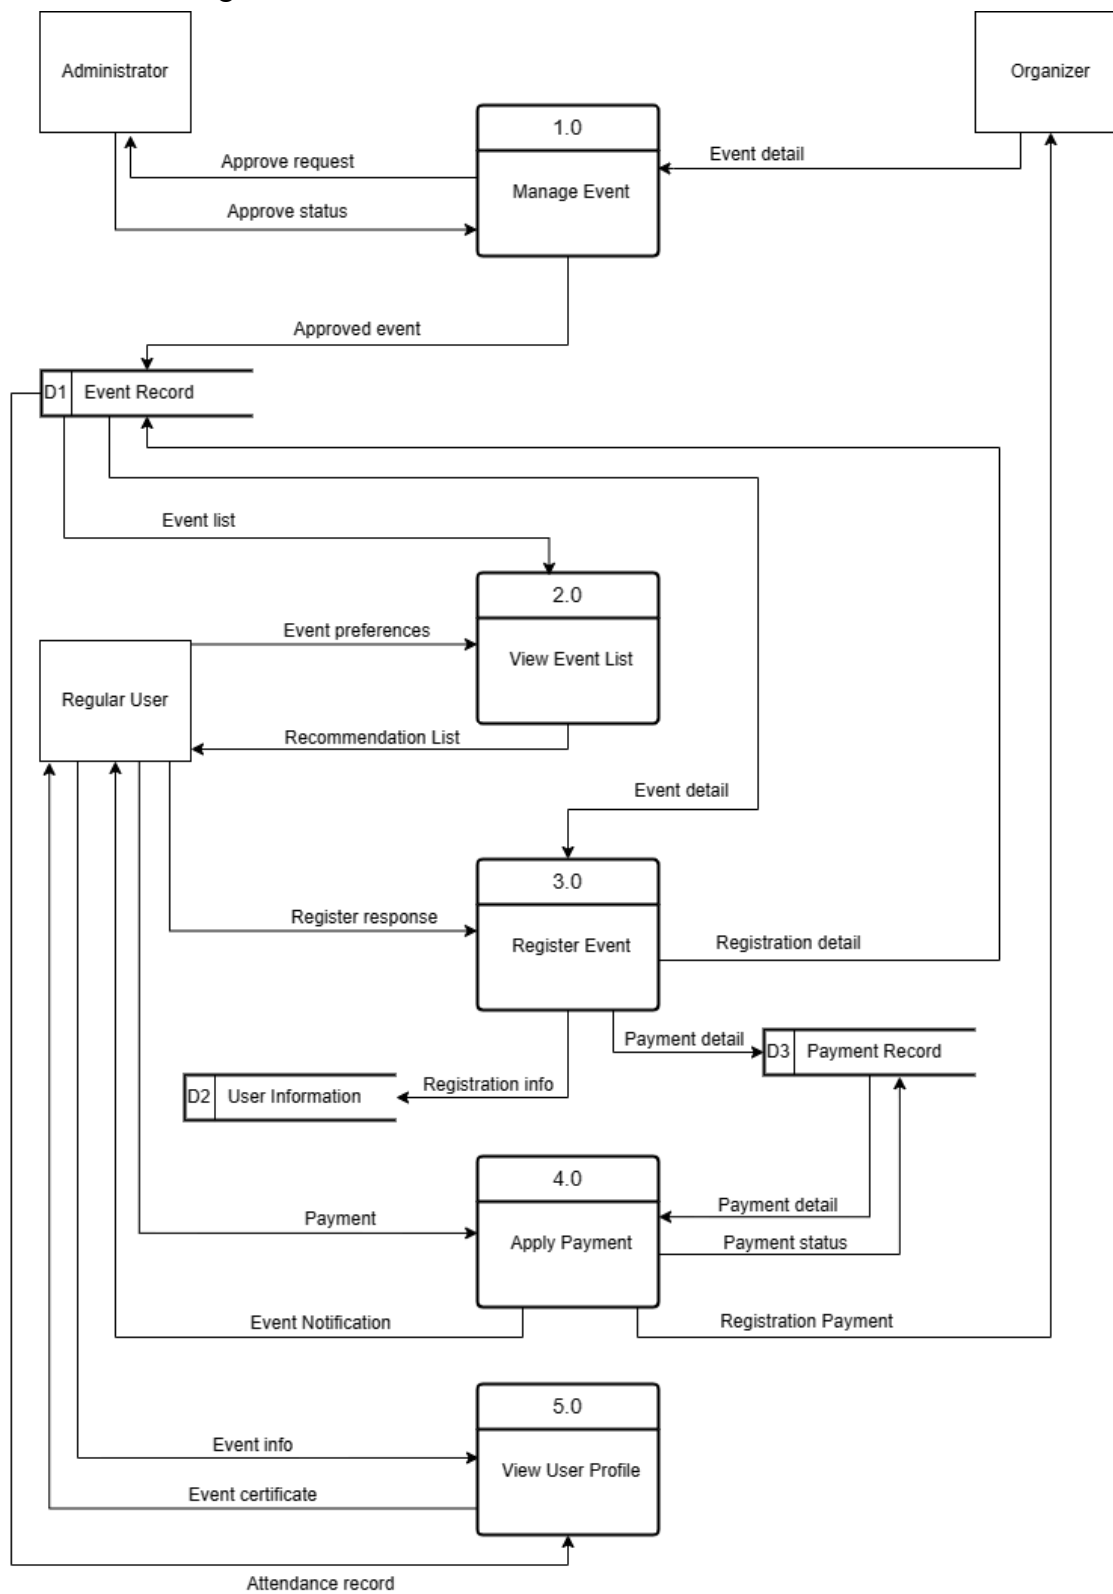 Administrator
Organizer
1.0
Event detail
Approve request
Manage Event
Approve status
Approved event
D1 Event Record
Event list
2.0
Event preferences
View Event List
Regular User
Recommendation List
Event detail
3.0
Register response
Registration detail
Register Event
Payment detail
D3 Payment Record
Registration info
D2 User Information
4.0
Payment detail
Payment
Apply Payment
Payment status
Event Notification
Registration Payment
5.0
Event info
View User Profile
Event certificate
Attendance record